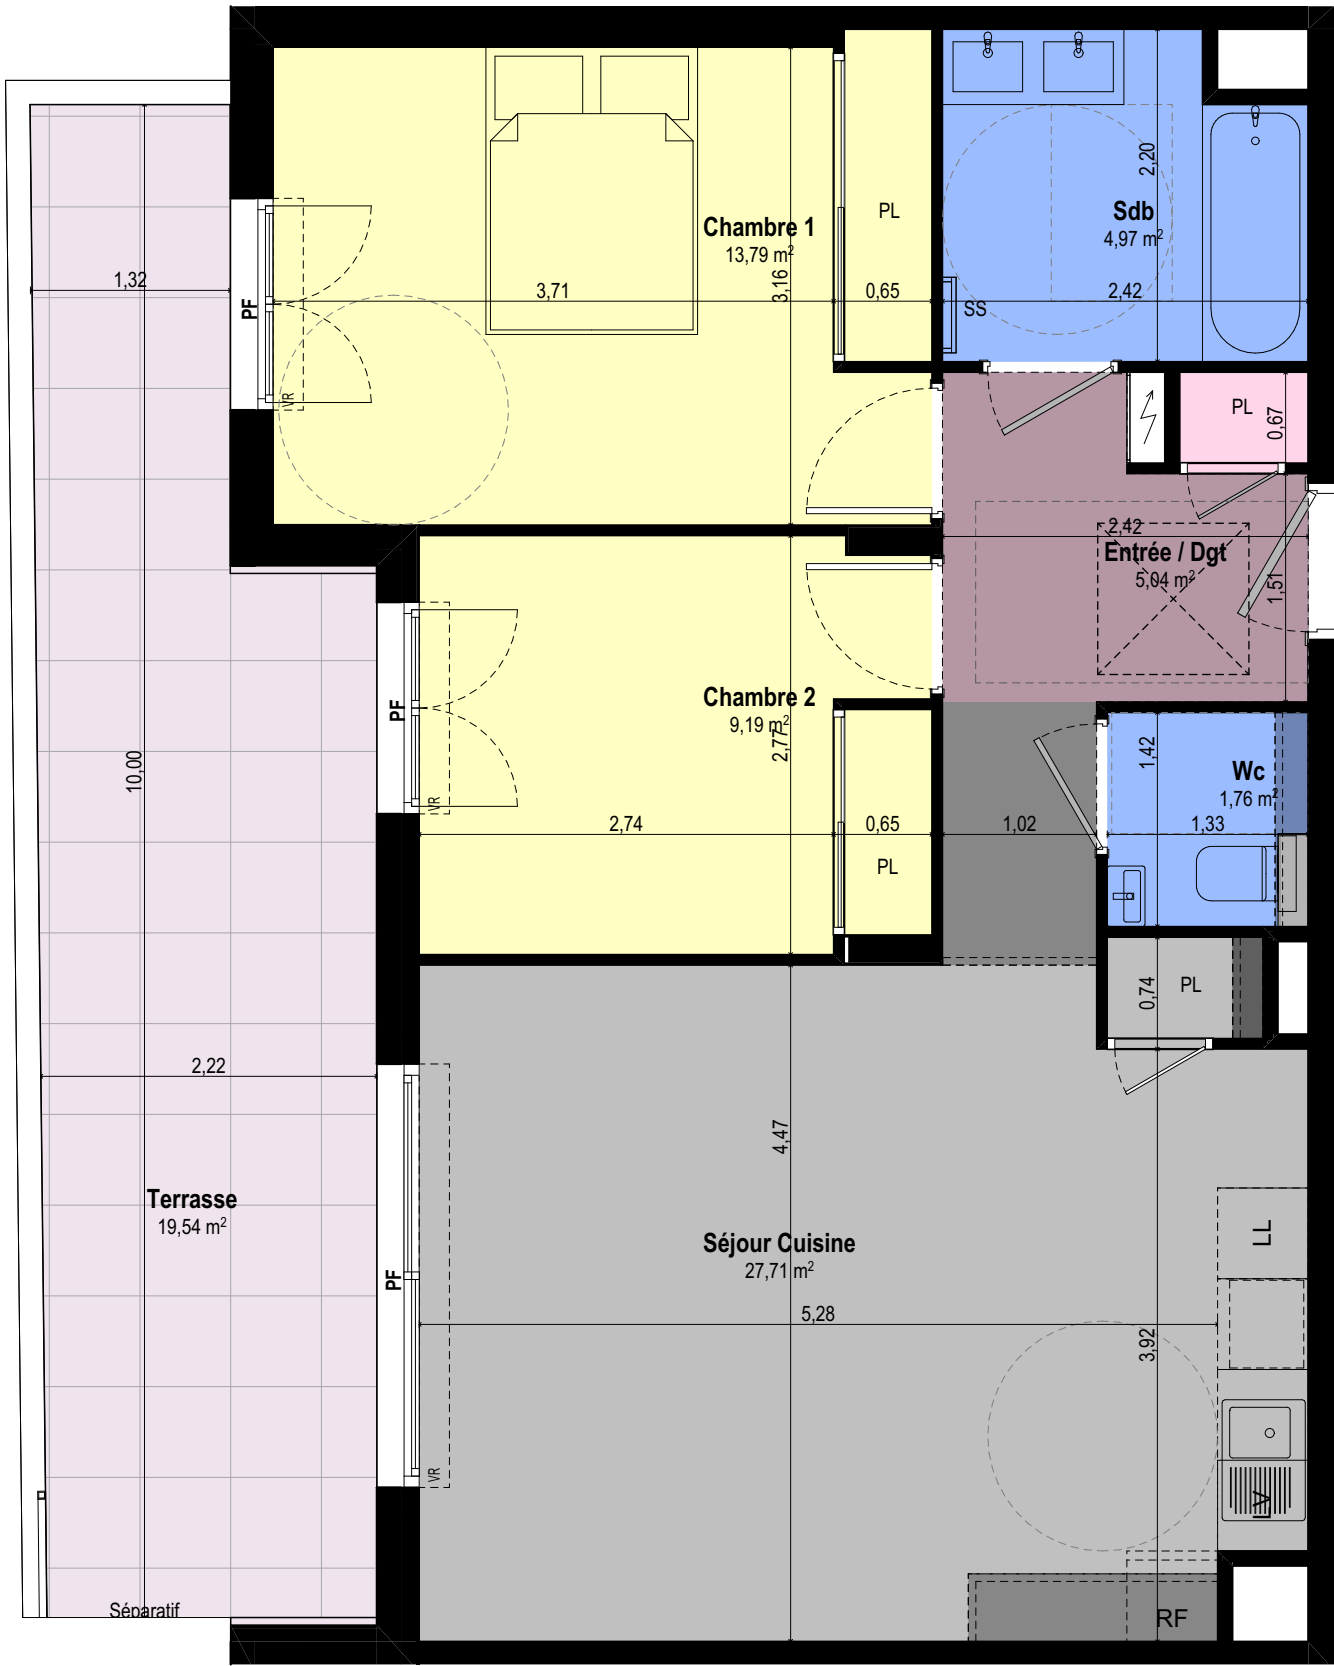 Chambre 1
13,79 m²
3,71
3,16
0,65
PL
PF
VR
1,32
Sdb
4,97 m²
2,20
2,42
SS
PL
0,67
2,42
Entrée / Dgt
5,04 m²
1,51
Chambre 2
9,19 m²
2,77
2,74
0,65
PL
PF
VR
1,02
1,42
Wc
1,76 m²
1,33
0,74
PL
10,00
2,22
Terrasse
19,54 m²
Séparatif
PF
VR
4,47
Séjour Cuisine
27,71 m²
5,28
3,92
LL
LV
RF